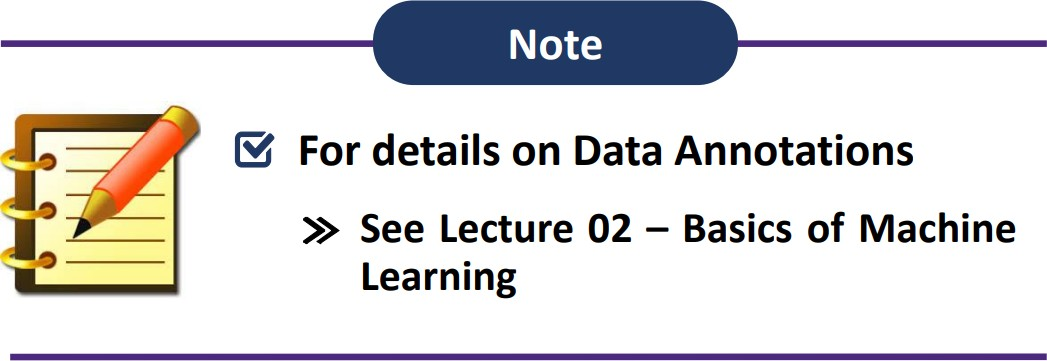 Note
For details on Data Annotations
See Lecture 02 – Basics of Machine
Learning